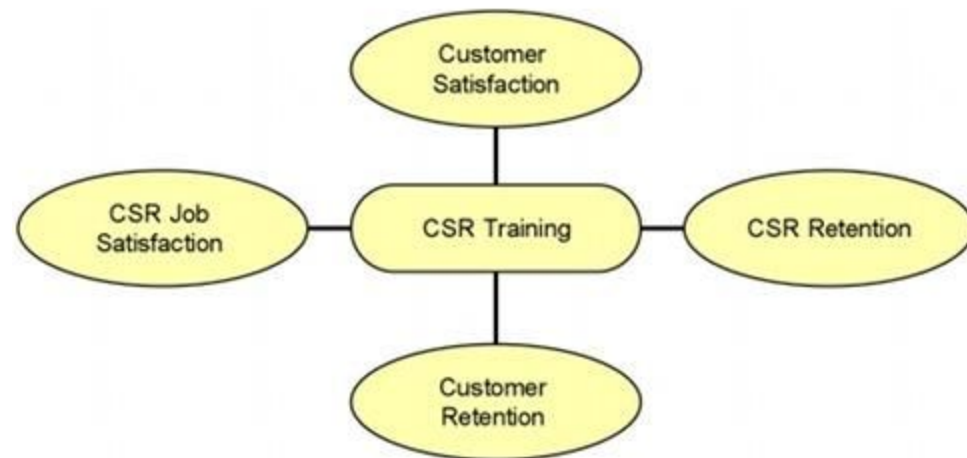 Customer
Satisfaction
CSR Job
Satisfaction
CSR Training
CSR Retention
Customer
Retention